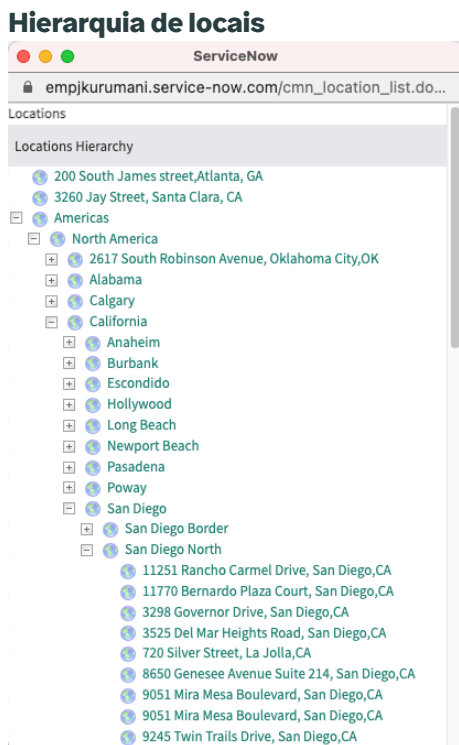 Hierarquia de locais
ServiceNow
empjkurumani.service-now.com/cmn_location_list.do...
Locations
Locations Hierarchy
200 South James street,Atlanta, GA
3260 Jay Street, Santa Clara, CA
Americas
North America
2617 South Robinson Avenue, Oklahoma City,OK
Alabama
Calgary
California
Anaheim
Burbank
Escondido
Hollywood
Long Beach
Newport Beach
Pasadena
Poway
San Diego
San Diego Border
San Diego North
11251 Rancho Carmel Drive, San Diego,CA
11770 Bernardo Plaza Court, San Diego,CA
3298 Governor Drive, San Diego,CA
3525 Del Mar Heights Road, San Diego,CA
720 Silver Street, La Jolla,CA
8650 Genesee Avenue Suite 214, San Diego,CA
9051 Mira Mesa Boulevard, San Diego,CA
9051 Mira Mesa Boulevard, San Diego,CA
9245 Twin Trails Drive, San Diego,CA